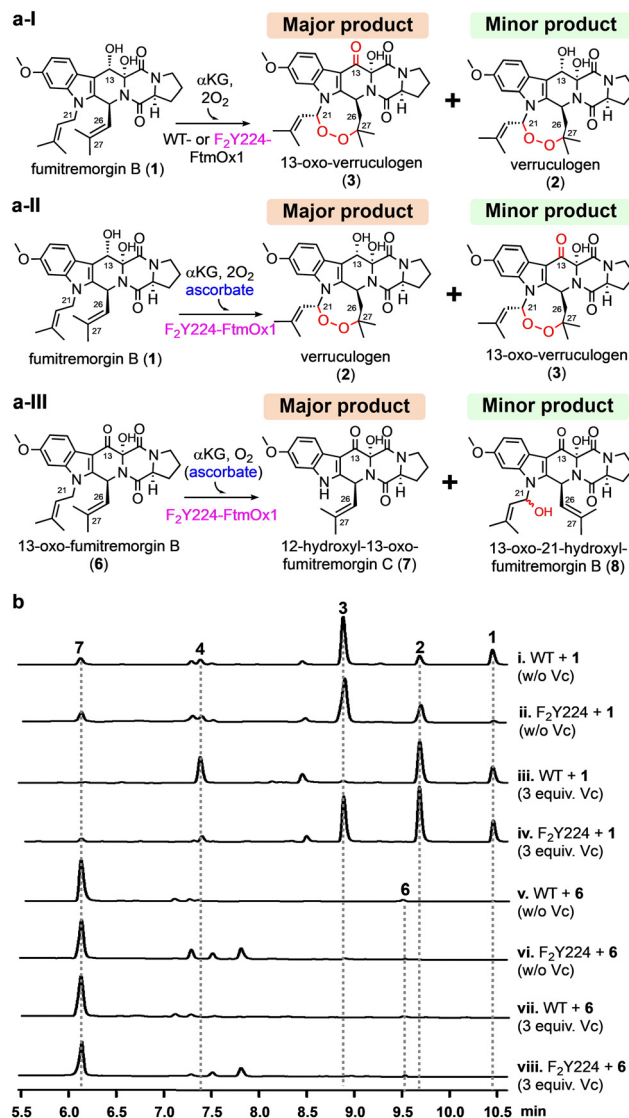 a-I
Major product
Minor product
OH
O
OH
O
N
N
N
O
H
13
21
26
27
αKG,
2O2
WT- or F2Y224-
FtmOx1
+
fumitremorgin B (1)
13-oxo-verruculogen
(3)
verruculogen
(2)
a-II
Major product
Minor product
αKG, 2O2
ascorbate
F2Y224-FtmOx1
+
fumitremorgin B (1)
verruculogen
(2)
13-oxo-verruculogen
(3)
a-III
Major product
Minor product
αKG, O2
(ascorbate)
F2Y224-FtmOx1
+
13-oxo-fumitremorgin B
(6)
12-hydroxyl-13-oxo-
fumitremorgin C (7)
13-oxo-21-hydroxyl-
fumitremorgin B (8)
b
7 4 3 2 1
i. WT + 1
(w/o Vc)
ii. F2Y224 + 1
(w/o Vc)
iii. WT + 1
(3 equiv. Vc)
iv. F2Y224 + 1
(3 equiv. Vc)
6
v. WT + 6
(w/o Vc)
vi. F2Y224 + 6
(w/o Vc)
vii. WT + 6
(3 equiv. Vc)
viii. F2Y224 + 6
(3 equiv. Vc)
5.5 6.0 6.5 7.0 7.5 8.0 8.5 9.0 9.5 10.0 10.5 min